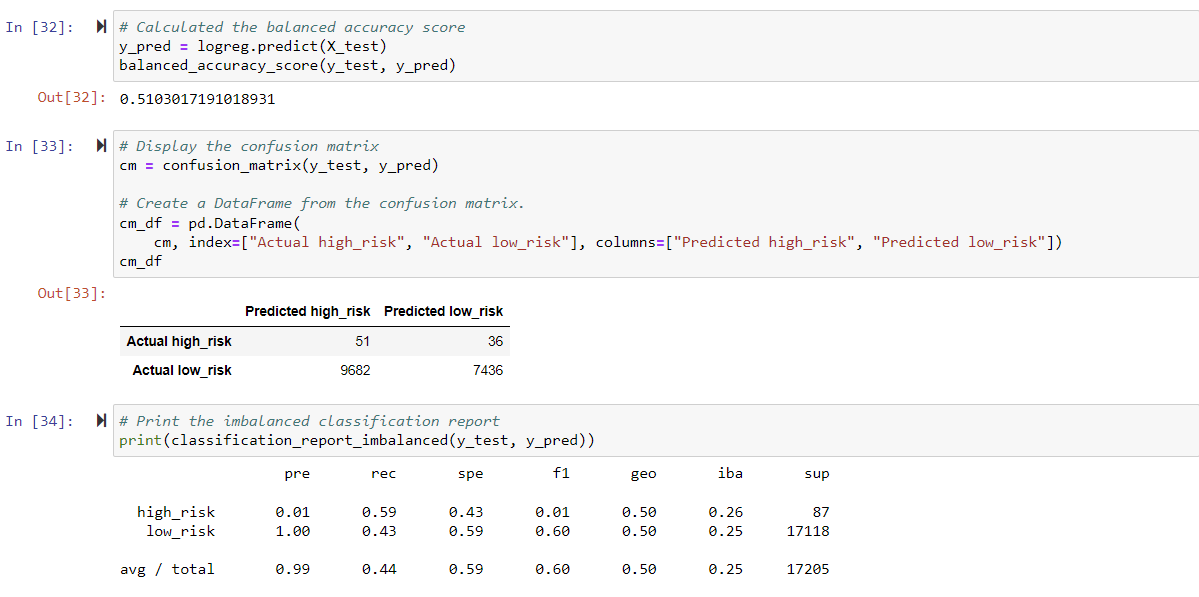 In [32]: # Calculated the balanced accuracy score
y_pred = logreg.predict(X_test)
balanced_accuracy_score(y_test, y_pred)
Out[32]: 0.5103017191018931
In [33]: # Display the confusion matrix
cm = confusion_matrix(y_test, y_pred)
# Create a DataFrame from the confusion matrix.
cm_df = pd.DataFrame(
    cm, index=["Actual high_risk", "Actual low_risk"], columns=["Predicted high_risk", "Predicted low_risk"])
cm_df
Out[33]:
Predicted high_risk Predicted low_risk
Actual high_risk 51 36
Actual low_risk 9682 7436
In [34]: # Print the imbalanced classification report
print(classification_report_imbalanced(y_test, y_pred))
pre rec spe f1 geo iba sup
high_risk 0.01 0.59 0.43 0.01 0.50 0.26 87
low_risk 1.00 0.43 0.59 0.60 0.50 0.25 17118
avg / total 0.99 0.44 0.59 0.60 0.50 0.25 17205